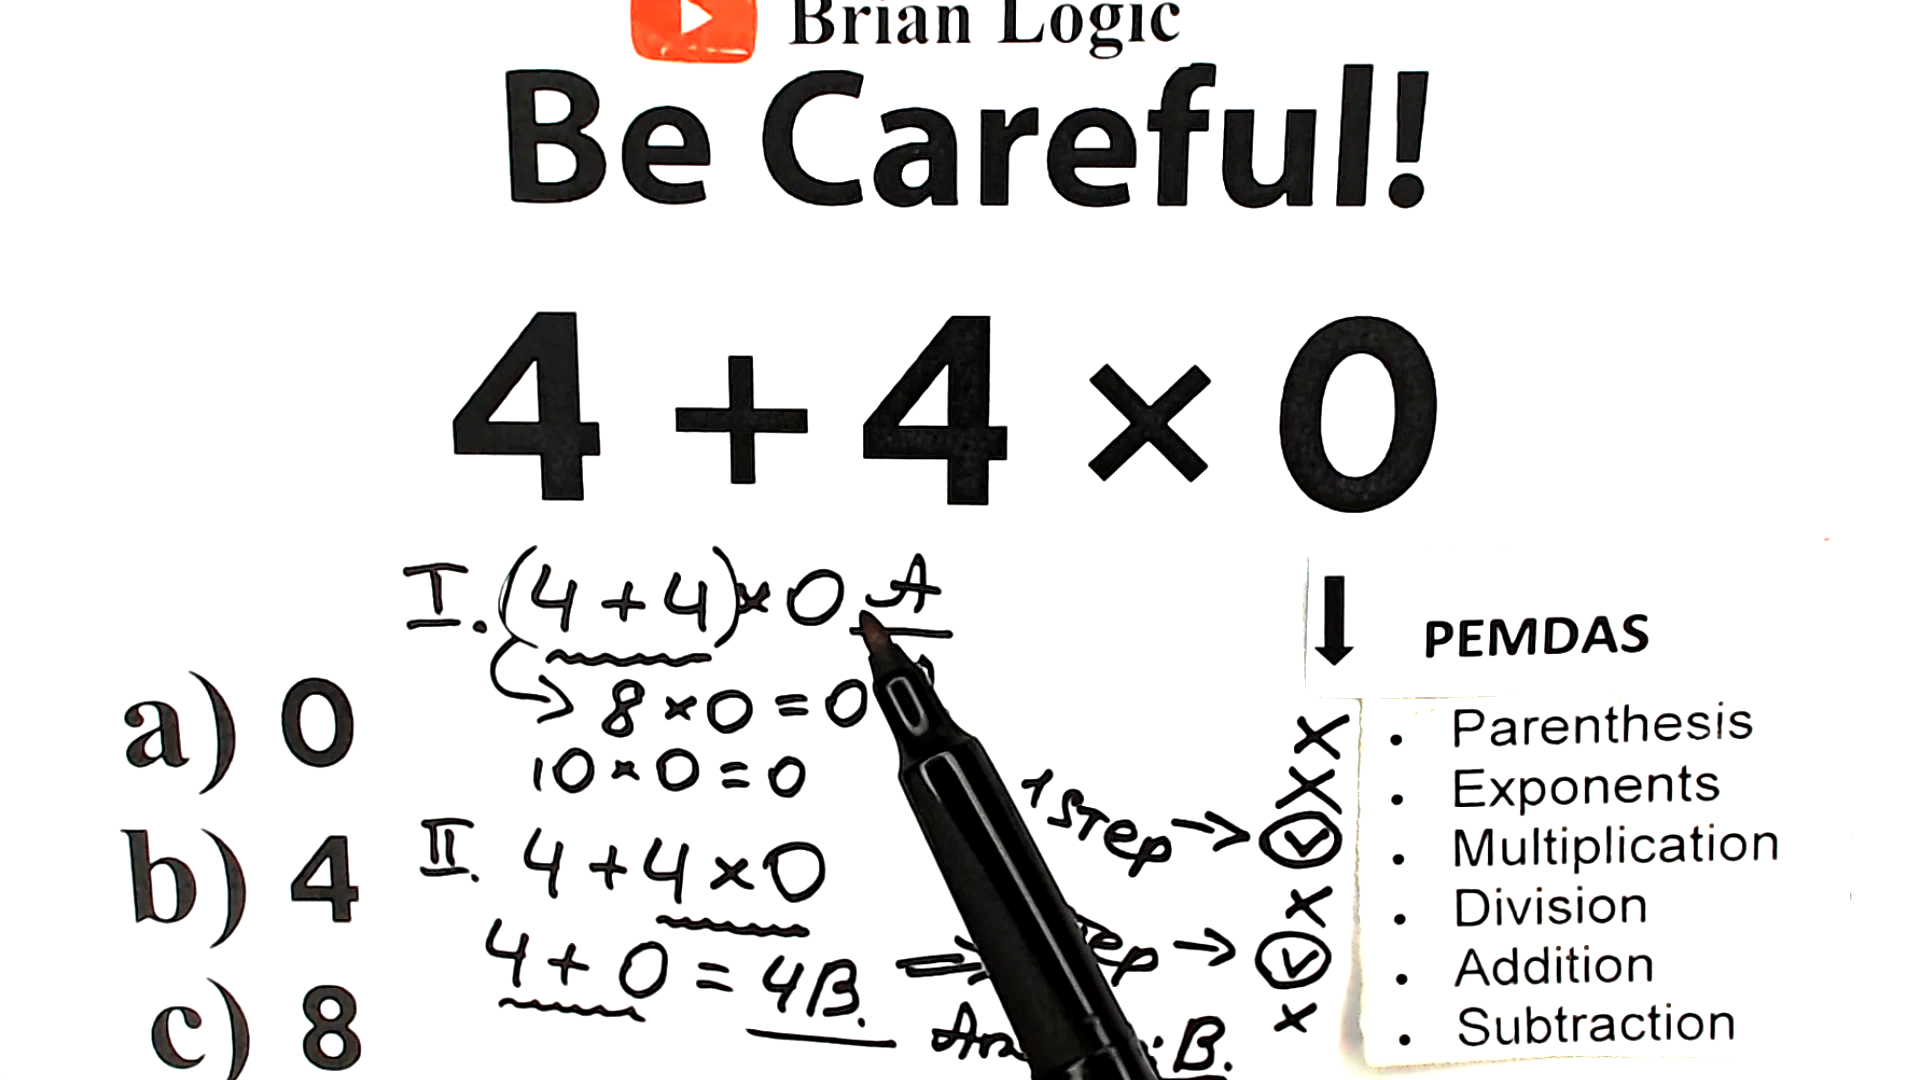 Brian Logic
Be Careful!
4 + 4 × 0
I. (4 + 4) × 0 A
8 × 0 = 0
10 × 0 = 0
II. 4 + 4 × 0
4 + 0 = 4 B.
B.
a) 0
b) 4
c) 8
1 step →
→
PEMDAS
• Parenthesis
• Exponents
• Multiplication
• Division
• Addition
• Subtraction